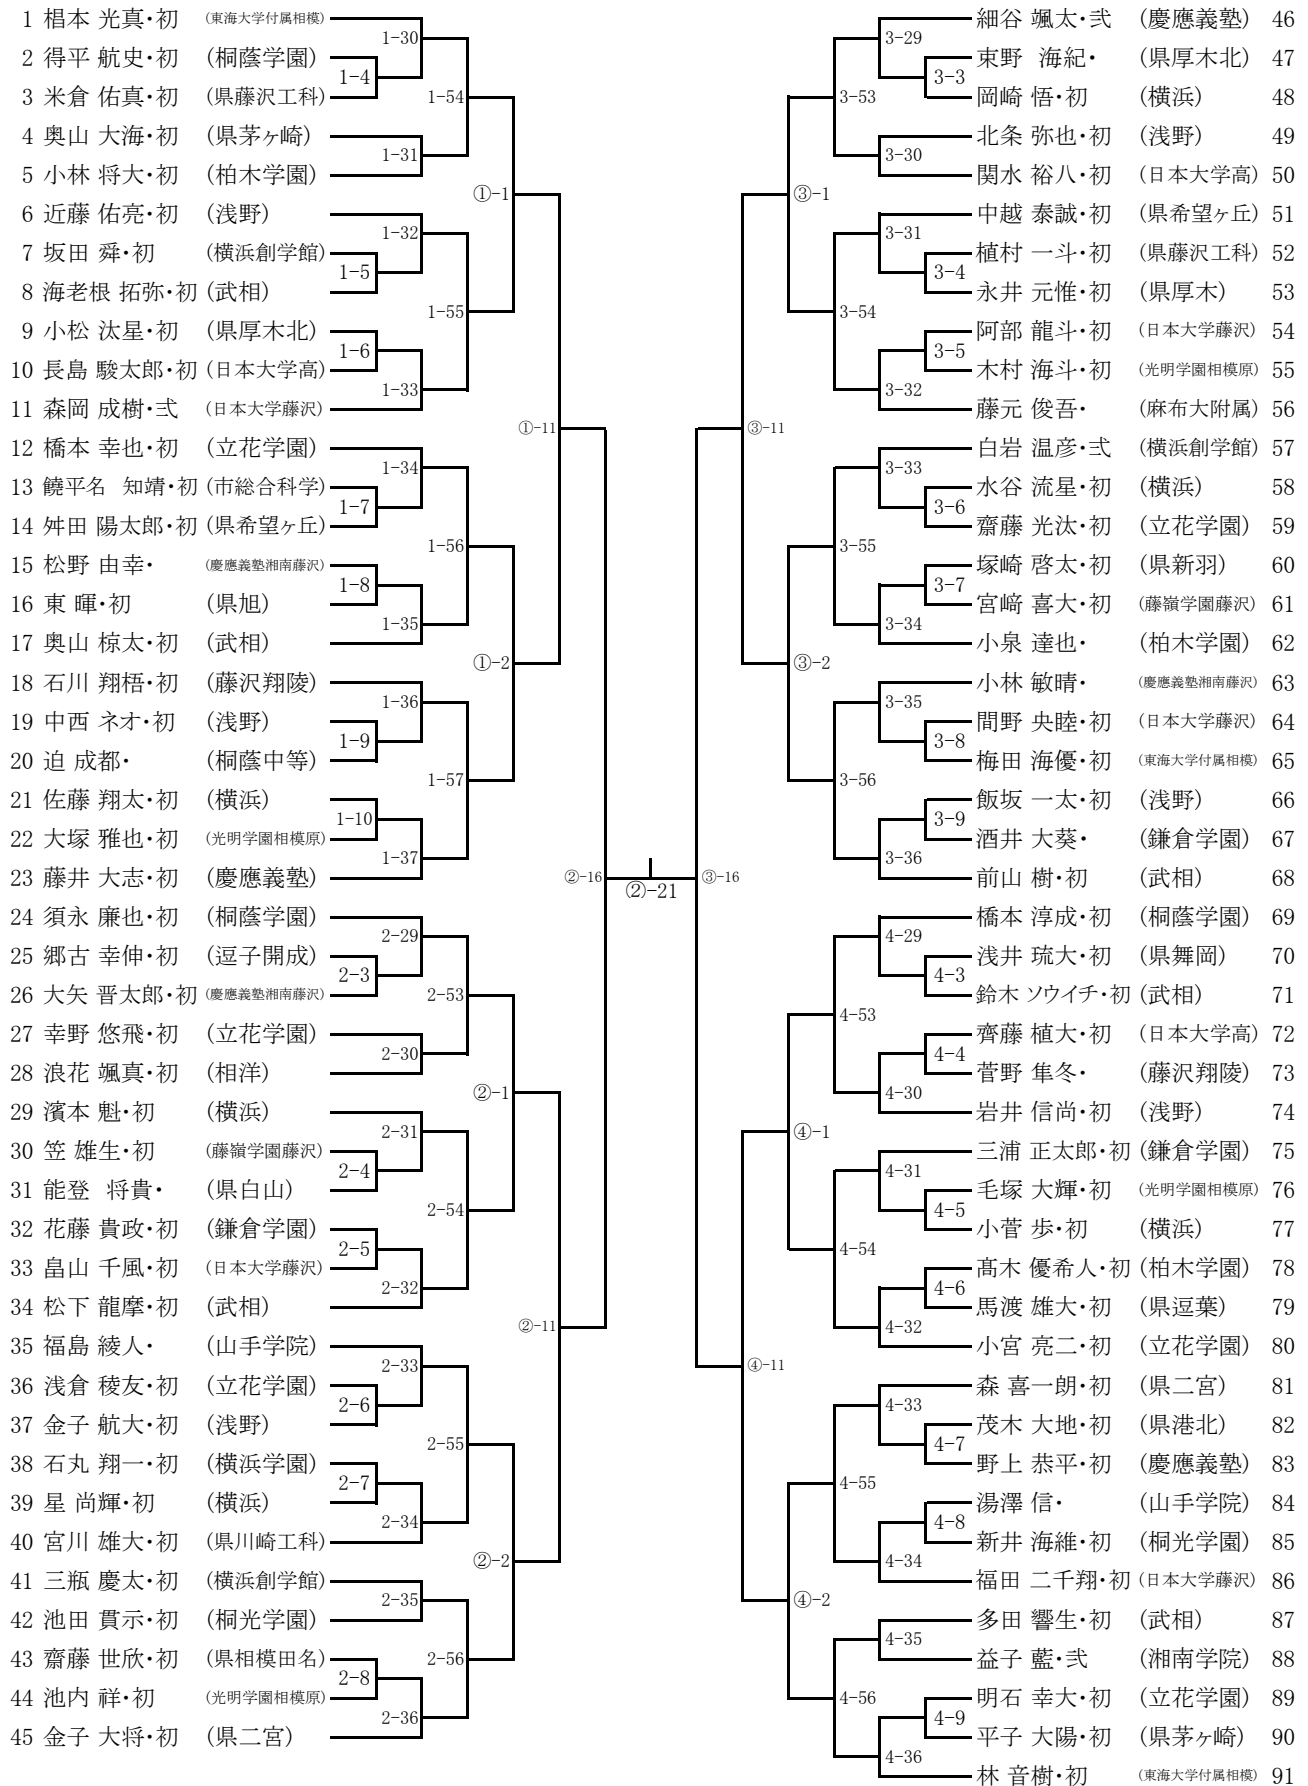 1 椙本 光真・初 (東海大学付属相模)
2 得平 航史・初 (桐蔭学園)
3 米倉 佑真・初 (県藤沢工科)
4 奥山 大海・初 (県茅ヶ崎)
5 小林 将大・初 (柏木学園)
6 近藤 佑亮・初 (浅野)
7 坂田 舜・初 (横浜創学館)
8 海老根 拓弥・初 (武相)
9 小松 汰星・初 (県厚木北)
10 長島 駿太郎・初 (日本大学高)
11 森岡 成樹・弍 (日本大学藤沢)
12 橋本 幸也・初 (立花学園)
13 饒平名 知靖・初 (市総合科学)
14 舛田 陽太郎・初 (県希望ヶ丘)
15 松野 由幸・ (慶應義塾湘南藤沢)
16 東 暉・初 (県旭)
17 奥山 椋太・初 (武相)
18 石川 翔梧・初 (藤沢翔陵)
19 中西 ネオ・初 (浅野)
20 迫 成都・ (桐蔭中等)
21 佐藤 翔太・初 (横浜)
22 大塚 雅也・初 (光明学園相模原)
23 藤井 大志・初 (慶應義塾)
24 須永 廉也・初 (桐蔭学園)
25 郷古 幸伸・初 (逗子開成)
26 大矢 晋太郎・初 (慶應義塾湘南藤沢)
27 幸野 悠飛・初 (立花学園)
28 浪花 颯真・初 (相洋)
29 濱本 魁・初 (横浜)
30 笠 雄生・初 (藤嶺学園藤沢)
31 能登 将貴・ (県白山)
32 花藤 貴政・初 (鎌倉学園)
33 畠山 千風・初 (日本大学藤沢)
34 松下 龍摩・初 (武相)
35 福島 綾人・ (山手学院)
36 浅倉 稜友・初 (立花学園)
37 金子 航大・初 (浅野)
38 石丸 翔一・初 (横浜学園)
39 星 尚輝・初 (横浜)
40 宮川 雄大・初 (県川崎工科)
41 三瓶 慶太・初 (横浜創学館)
42 池田 貫示・初 (桐光学園)
43 齋藤 世欣・初 (県相模田名)
44 池内 祥・初 (光明学園相模原)
45 金子 大将・初 (県二宮)
1-30
1-4
1-54
1-31
①-1
1-32
1-5
1-55
1-6
1-33
①-11
1-34
1-7
1-56
1-8
1-35
①-2
1-36
1-9
1-57
1-10
1-37
②-16
2-29
2-3
2-53
2-30
②-1
2-31
2-4
2-54
2-5
2-32
②-11
2-33
2-6
2-55
2-7
2-34
②-2
2-35
2-56
2-8
2-36
②-21
③-16
3-29
3-3
3-53
3-30
③-1
3-31
3-4
3-54
3-5
3-32
③-11
3-33
3-6
3-55
3-7
3-34
③-2
3-35
3-8
3-56
3-9
3-36
4-29
4-3
4-53
4-4
4-30
④-1
4-31
4-5
4-54
4-6
4-32
④-11
4-33
4-7
4-55
4-8
4-34
④-2
4-35
4-56
4-9
4-36
細谷 颯太・弐 (慶應義塾) 46
東野 海紀・ (県厚木北) 47
岡崎 悟・初 (横浜) 48
北条 弥也・初 (浅野) 49
関水 裕八・初 (日本大学高) 50
中越 泰誠・初 (県希望ヶ丘) 51
植村 一斗・初 (県藤沢工科) 52
永井 元惟・初 (県厚木) 53
阿部 龍斗・初 (日本大学藤沢) 54
木村 海斗・初 (光明学園相模原) 55
藤元 俊吾・ (麻布大附属) 56
白岩 温彦・弍 (横浜創学館) 57
水谷 流星・初 (横浜) 58
齋藤 光汰・初 (立花学園) 59
塚崎 啓太・初 (県新羽) 60
宮﨑 喜大・初 (藤嶺学園藤沢) 61
小泉 達也・ (柏木学園) 62
小林 敏晴・ (慶應義塾湘南藤沢) 63
間野 央睦・初 (日本大学藤沢) 64
梅田 海優・初 (東海大学付属相模) 65
飯坂 一太・初 (浅野) 66
酒井 大葵・ (鎌倉学園) 67
前山 樹・初 (武相) 68
橋本 淳成・初 (桐蔭学園) 69
浅井 琉大・初 (県舞岡) 70
鈴木 ソウイチ・初 (武相) 71
齊藤 植大・初 (日本大学高) 72
菅野 隼冬・ (藤沢翔陵) 73
岩井 信尚・初 (浅野) 74
三浦 正太郎・初 (鎌倉学園) 75
毛塚 大輝・初 (光明学園相模原) 76
小菅 歩・初 (横浜) 77
髙木 優希人・初 (柏木学園) 78
馬渡 雄大・初 (県逗葉) 79
小宮 亮二・初 (立花学園) 80
森 喜一朗・初 (県二宮) 81
茂木 大地・初 (県港北) 82
野上 恭平・初 (慶應義塾) 83
湯澤 信・ (山手学院) 84
新井 海維・初 (桐光学園) 85
福田 二千翔・初 (日本大学藤沢) 86
多田 響生・初 (武相) 87
益子 藍・弐 (湘南学院) 88
明石 幸大・初 (立花学園) 89
平子 大陽・初 (県茅ヶ崎) 90
林 音樹・初 (東海大学付属相模) 91